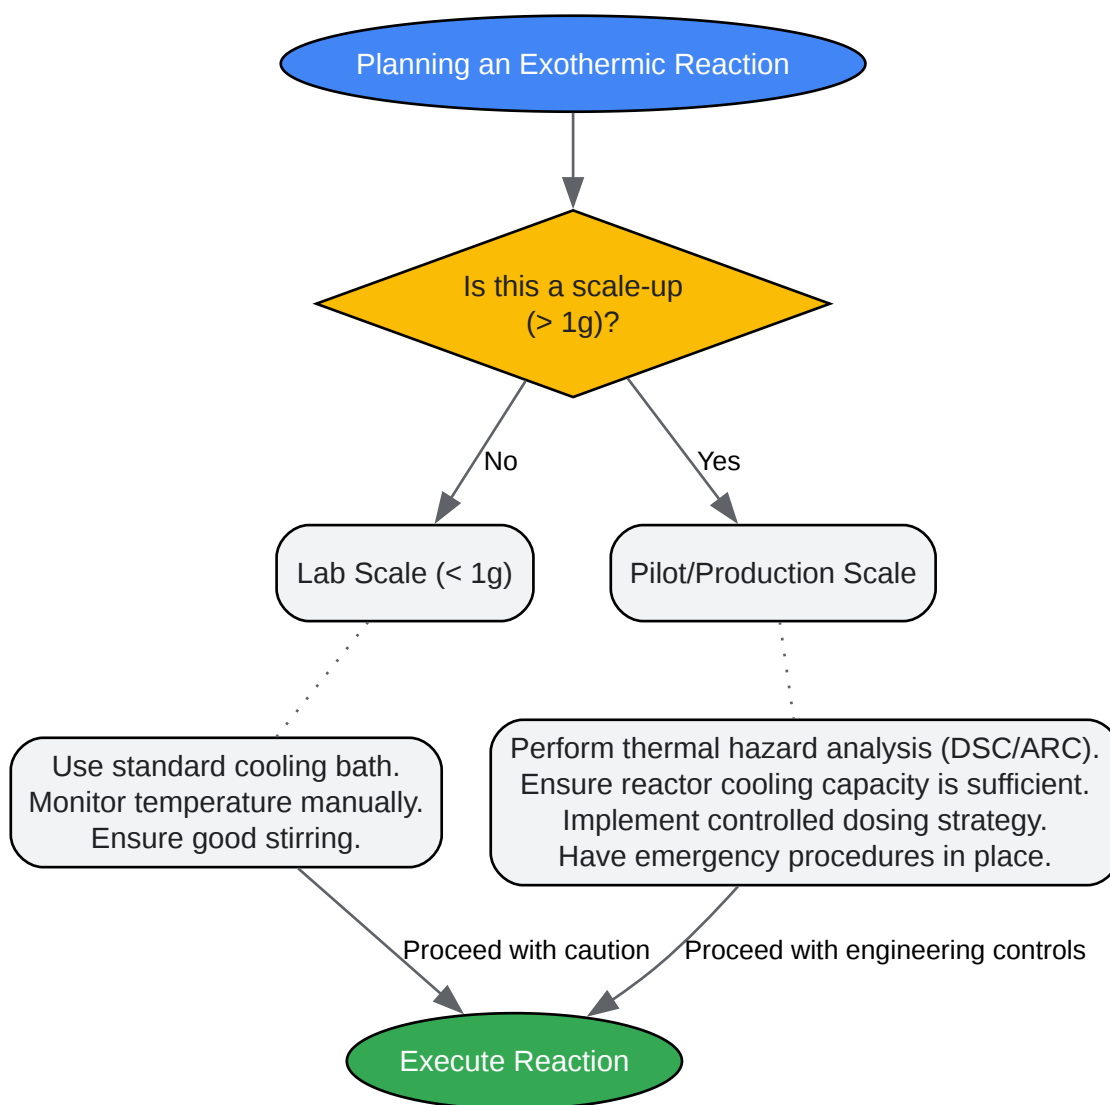 Planning an Exothermic Reaction
Is this a scale-up
(> 1g)?
No
Yes
Lab Scale (< 1g)
Pilot/Production Scale
Use standard cooling bath.
Monitor temperature manually.
Ensure good stirring.
Perform thermal hazard analysis (DSC/ARC).
Ensure reactor cooling capacity is sufficient.
Implement controlled dosing strategy.
Have emergency procedures in place.
Proceed with caution
Proceed with engineering controls
Execute Reaction